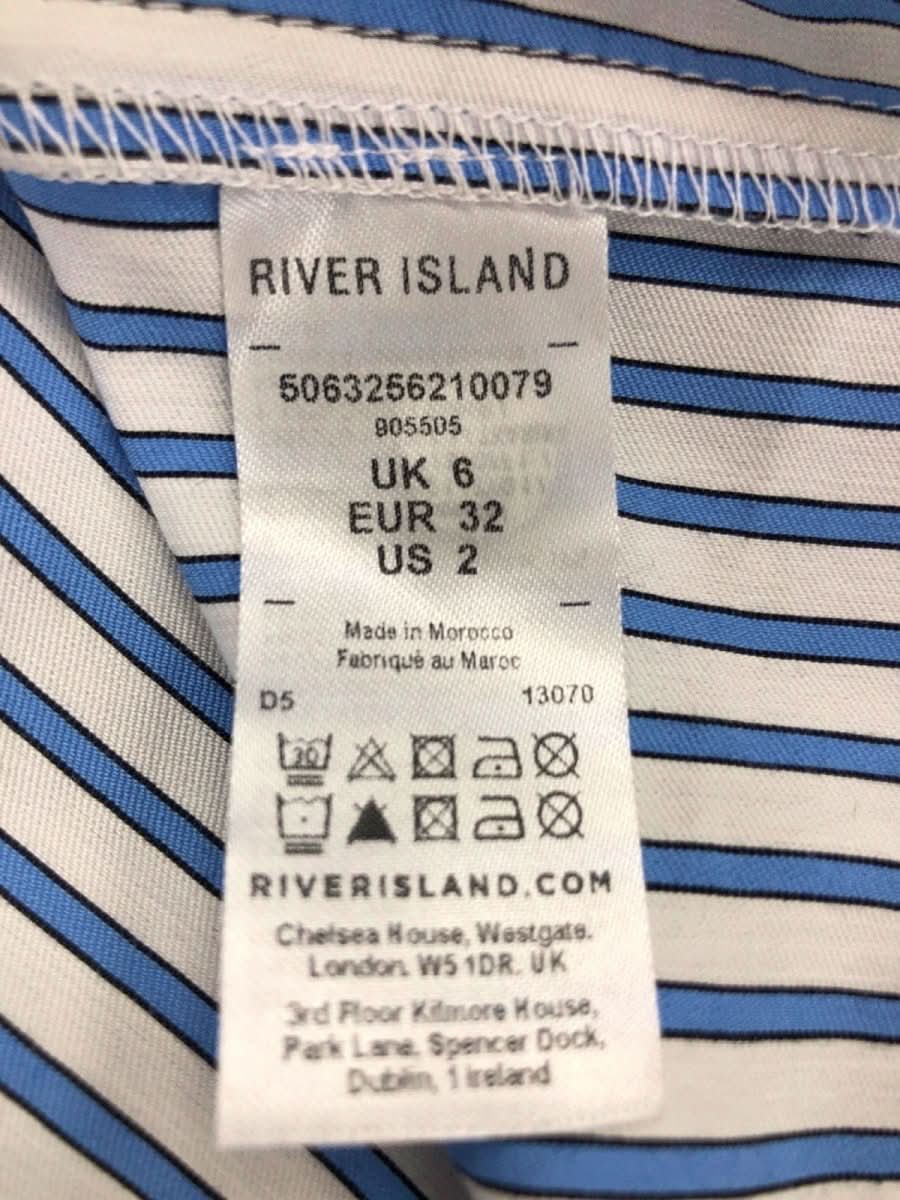 RIVER ISLAND
5063256210079
905505
UK 6
EUR 32
US 2
Made in Morocco
Fabriqué au Maroc
D5 13070
30
RIVERISLAND.COM
Chelsea House, Westgate.
London. W5 1DR. UK
3rd Floor Kilmore House,
Park Lane. Spencer Dock,
Dublin, 1 Ireland